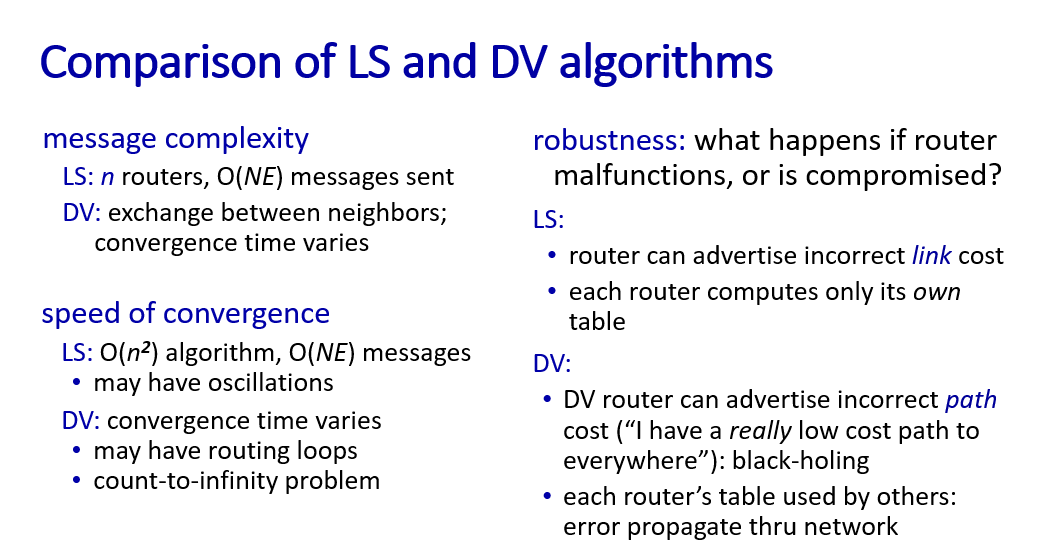 Comparison of LS and DV algorithms
message complexity
LS: n routers, O(NE) messages sent
DV: exchange between neighbors;
convergence time varies
speed of convergence
LS: O(n²) algorithm, O(NE) messages
• may have oscillations
DV: convergence time varies
• may have routing loops
• count-to-infinity problem
robustness: what happens if router
malfunctions, or is compromised?
LS:
• router can advertise incorrect link cost
• each router computes only its own
table
DV:
• DV router can advertise incorrect path
cost (“I have a really low cost path to
everywhere”): black-holing
• each router’s table used by others:
error propagate thru network